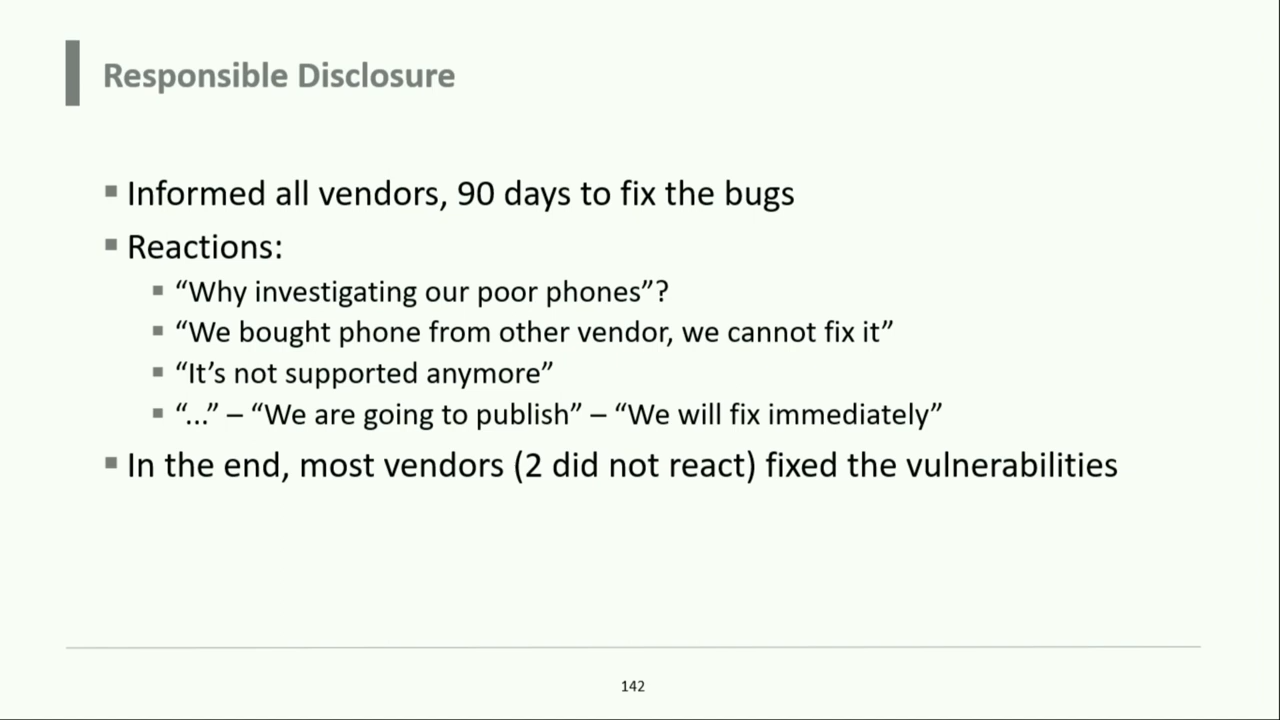 Responsible Disclosure
▪ Informed all vendors, 90 days to fix the bugs
▪ Reactions:
▪ “Why investigating our poor phones”?
▪ “We bought phone from other vendor, we cannot fix it”
▪ “It’s not supported anymore”
▪ “...” – “We are going to publish” – “We will fix immediately”
▪ In the end, most vendors (2 did not react) fixed the vulnerabilities
142